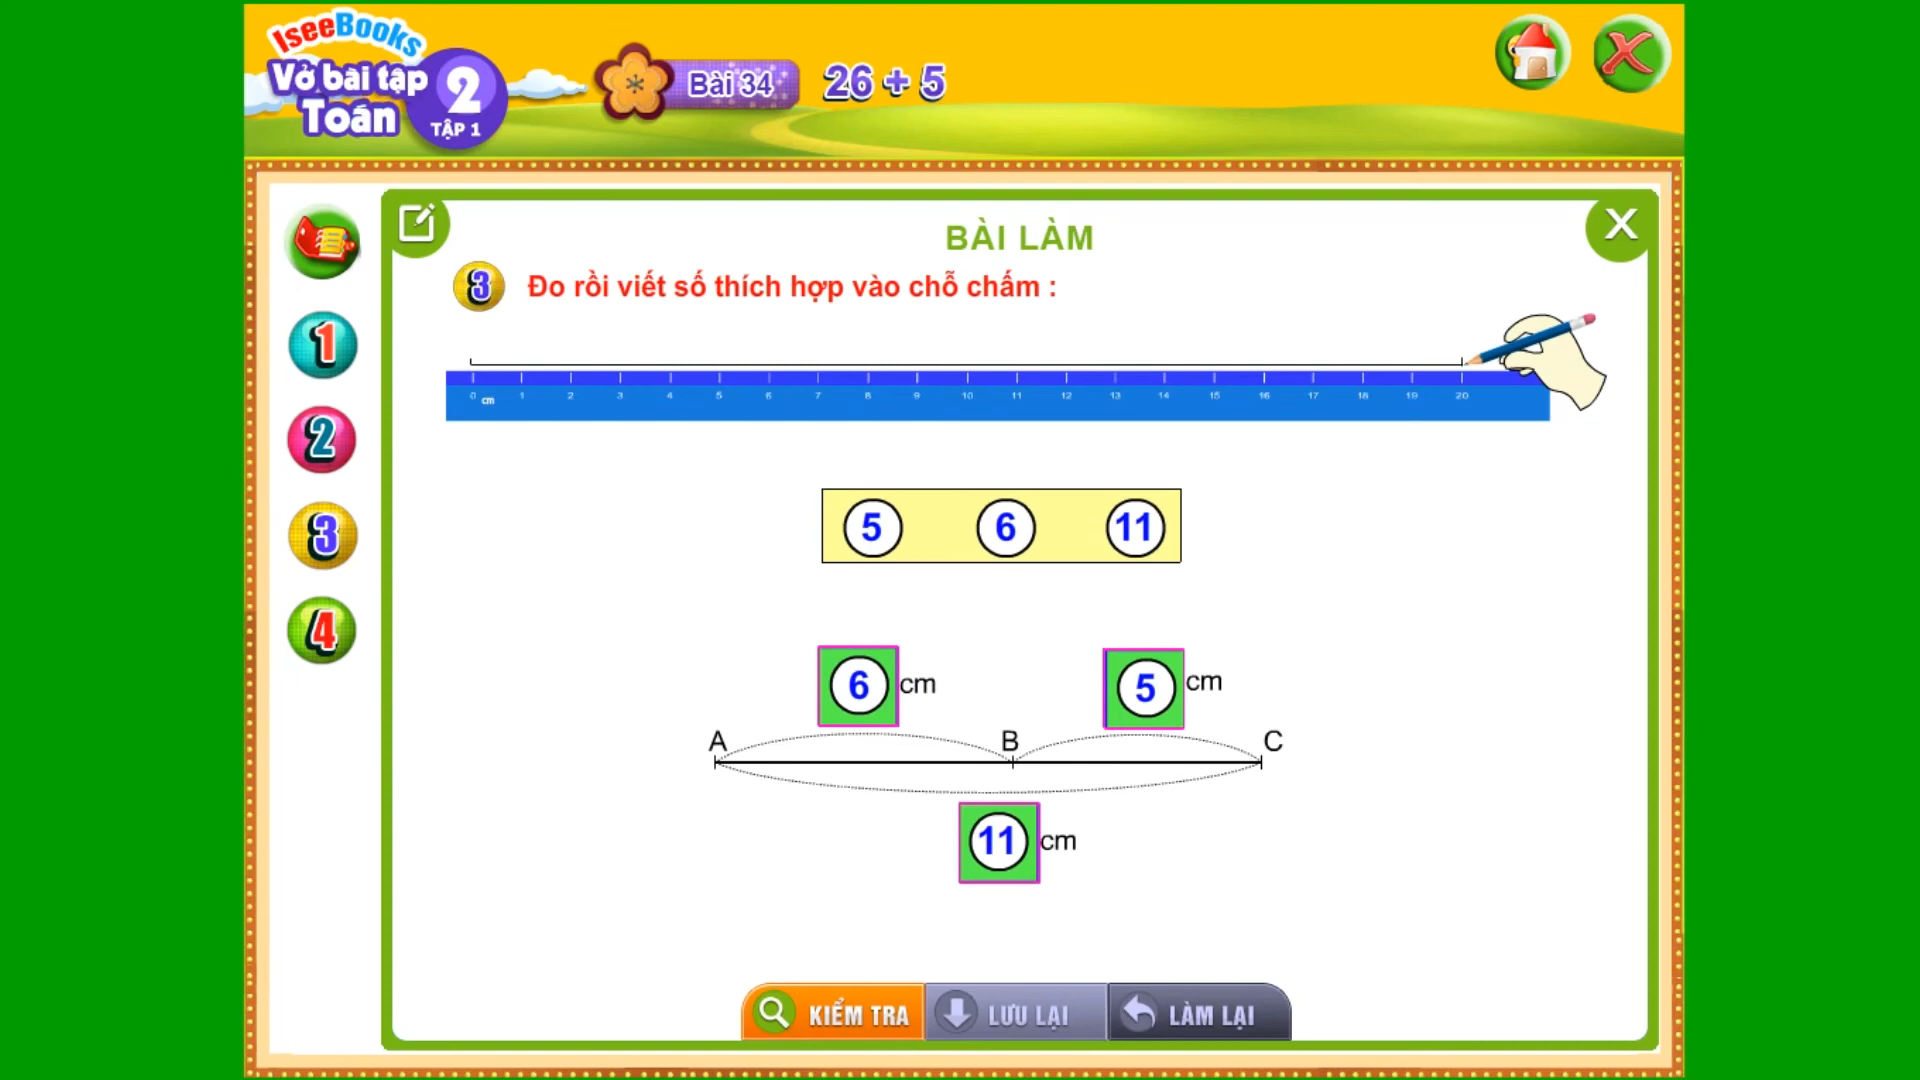 IseeBooks
Vở bài tập
Toán
2
TẬP 1
Bài 34
26 + 5
BÀI LÀM
X
3
Đo rồi viết số thích hợp vào chỗ chấm :
1
2
3
4
0 cm 1 2 3 4 5 6 7 8 9 10 11 12 13 14 15 16 17 18 19 20
5 6 11
6 cm
5 cm
A B C
11 cm
KIỂM TRA
LƯU LẠI
LÀM LẠI